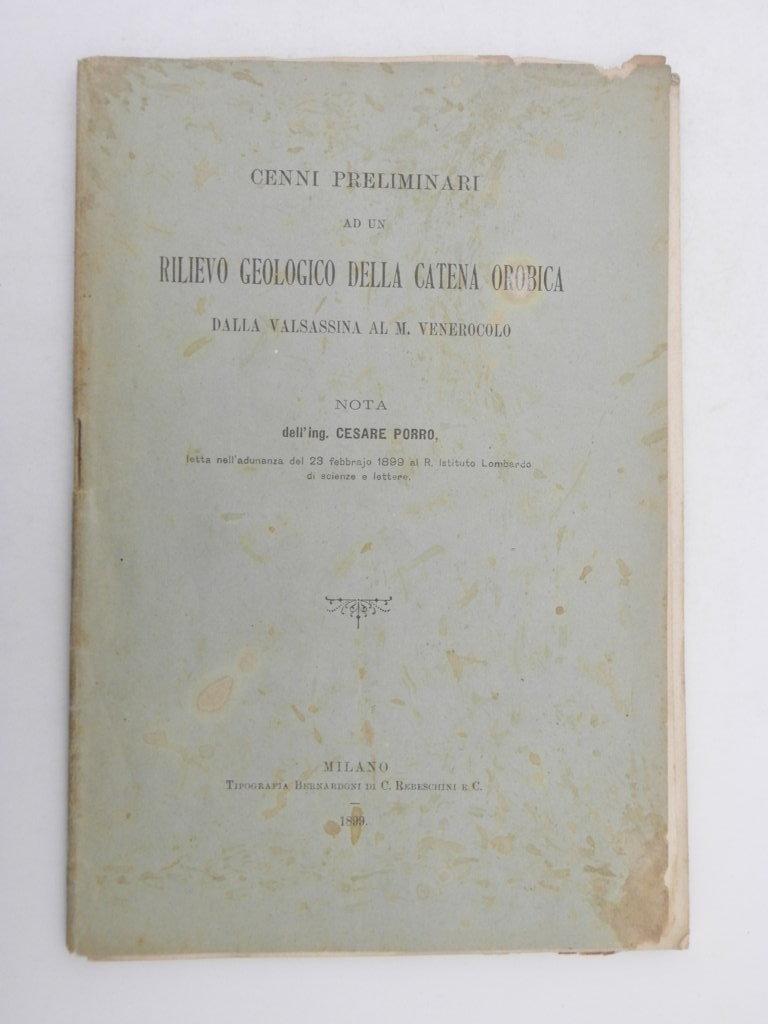 CENNI PRELIMINARI
AD UN
RILIEVO GEOLOGICO DELLA CATENA OROBICA
DALLA VALSASSINA AL M. VENEROCOLO
NOTA
dell'ing. CESARE PORRO,
letta nell'adunanza del 23 febbrajo 1899 al R. Istituto Lombardo
di scienze e lettere.
MILANO
TIPOGRAFIA BERNARDONI DI C. REBESCHINI E C.
1899.